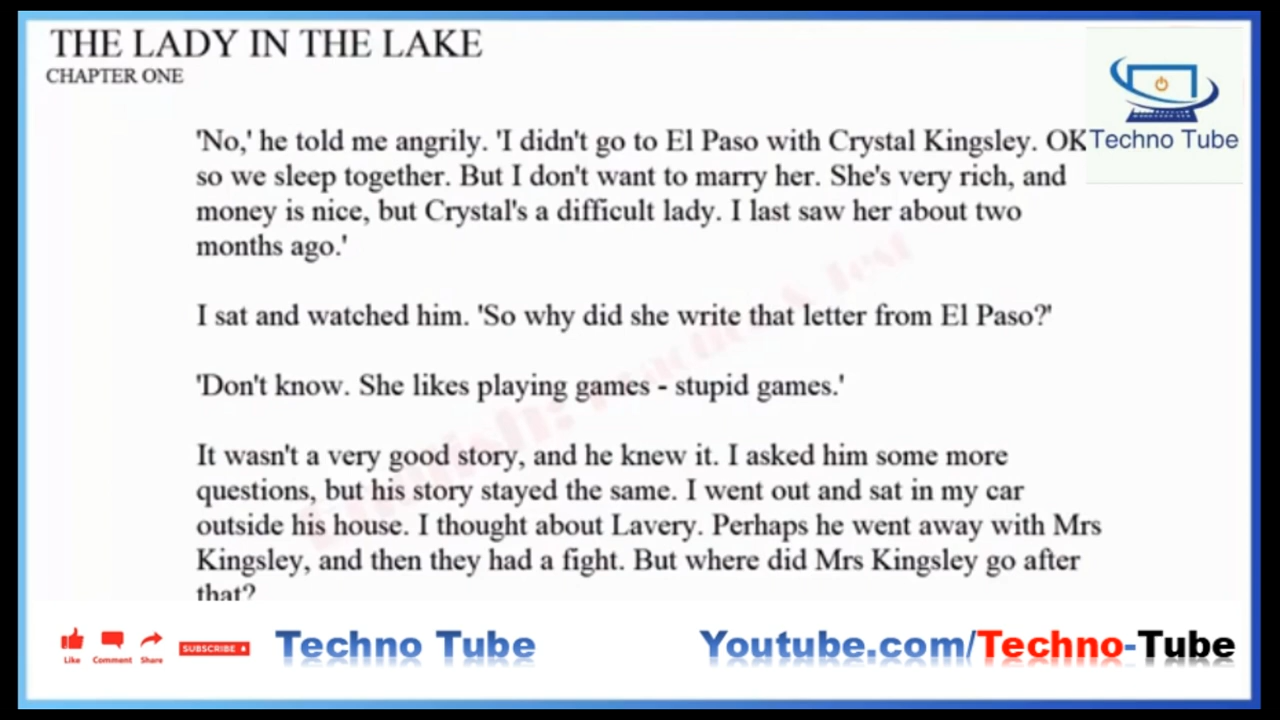 THE LADY IN THE LAKE
CHAPTER ONE
'No,' he told me angrily. 'I didn't go to El Paso with Crystal Kingsley. OK
so we sleep together. But I don't want to marry her. She's very rich, and
money is nice, but Crystal's a difficult lady. I last saw her about two
months ago.'
I sat and watched him. 'So why did she write that letter from El Paso?'
'Don't know. She likes playing games - stupid games.'
It wasn't a very good story, and he knew it. I asked him some more
questions, but his story stayed the same. I went out and sat in my car
outside his house. I thought about Lavery. Perhaps he went away with Mrs
Kingsley, and then they had a fight. But where did Mrs Kingsley go after
that?
Techno Tube
Like Comment Share
SUBSCRIBE
Techno Tube
Youtube.com/Techno-Tube